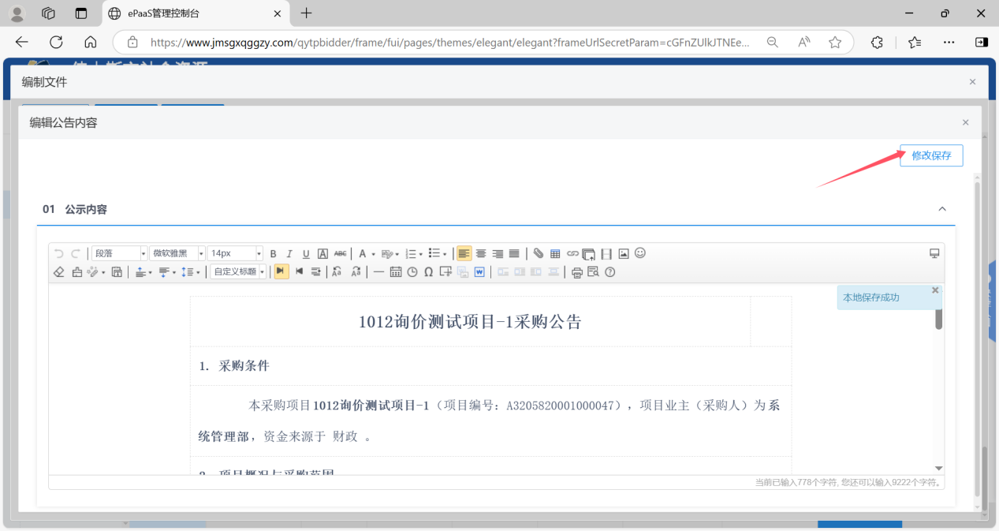 ePaaS管理控制台
https://www.jmsgxqggzy.com/qytpbidder/frame/fui/pages/themes/elegant/elegant?frameUrlSecretParam=cGFnZUlkJTNEe...
编制文件
编辑公告内容
修改保存
01 公示内容
段落 微软雅黑 14px B I U A ABC A
自定义标题
本地保存成功
1012询价测试项目-1采购公告
1. 采购条件
本采购项目1012询价测试项目-1（项目编号：A3205820001000047），项目业主（采购人）为系
统管理部，资金来源于 财政 。
2. 项目概况与采购范围
当前已输入778个字符, 您还可以输入9222个字符。